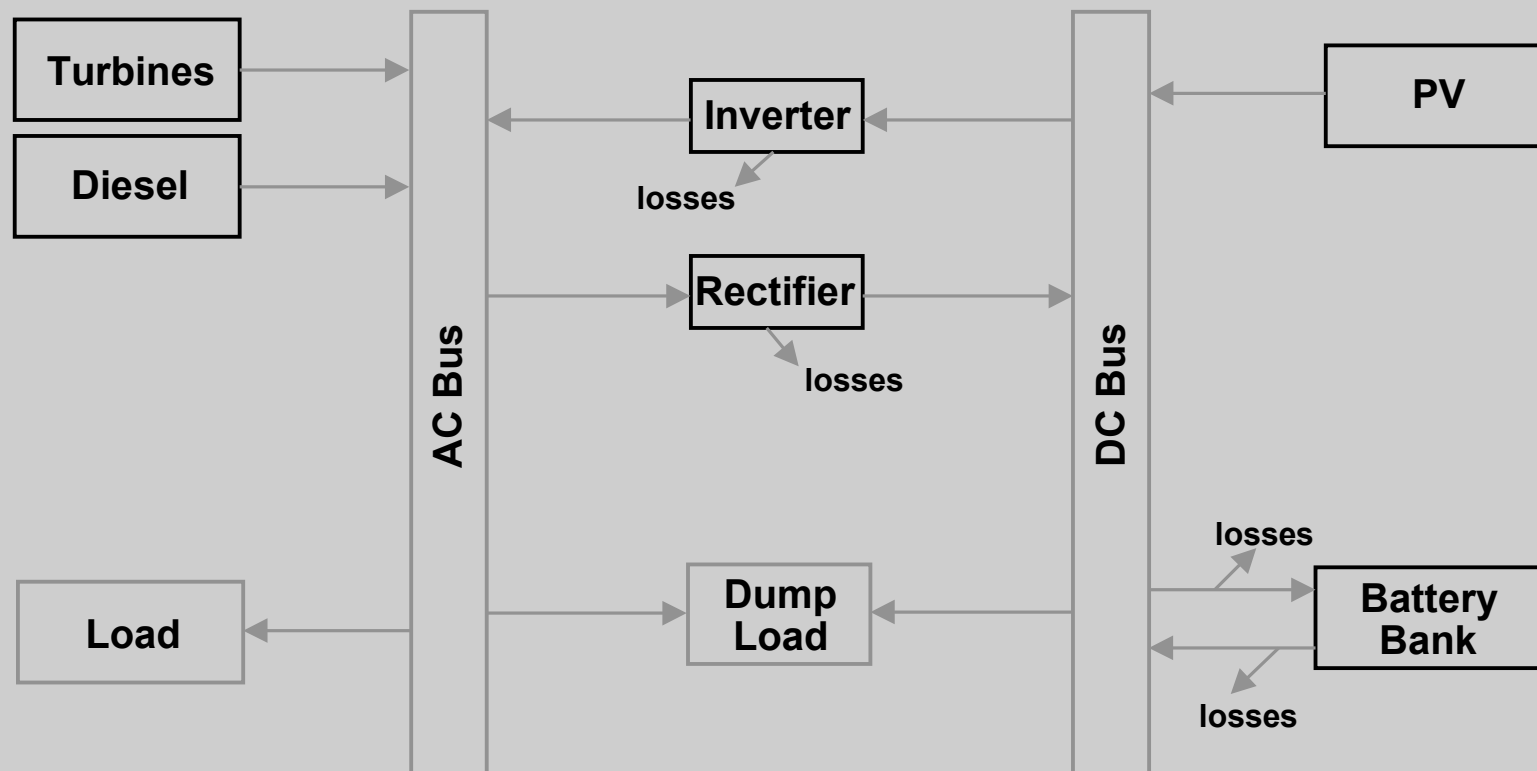 Turbines
PV
Inverter
Diesel
losses
Rectifier
losses
AC Bus
DC Bus
losses
Dump
Load
Battery
Bank
Load
losses